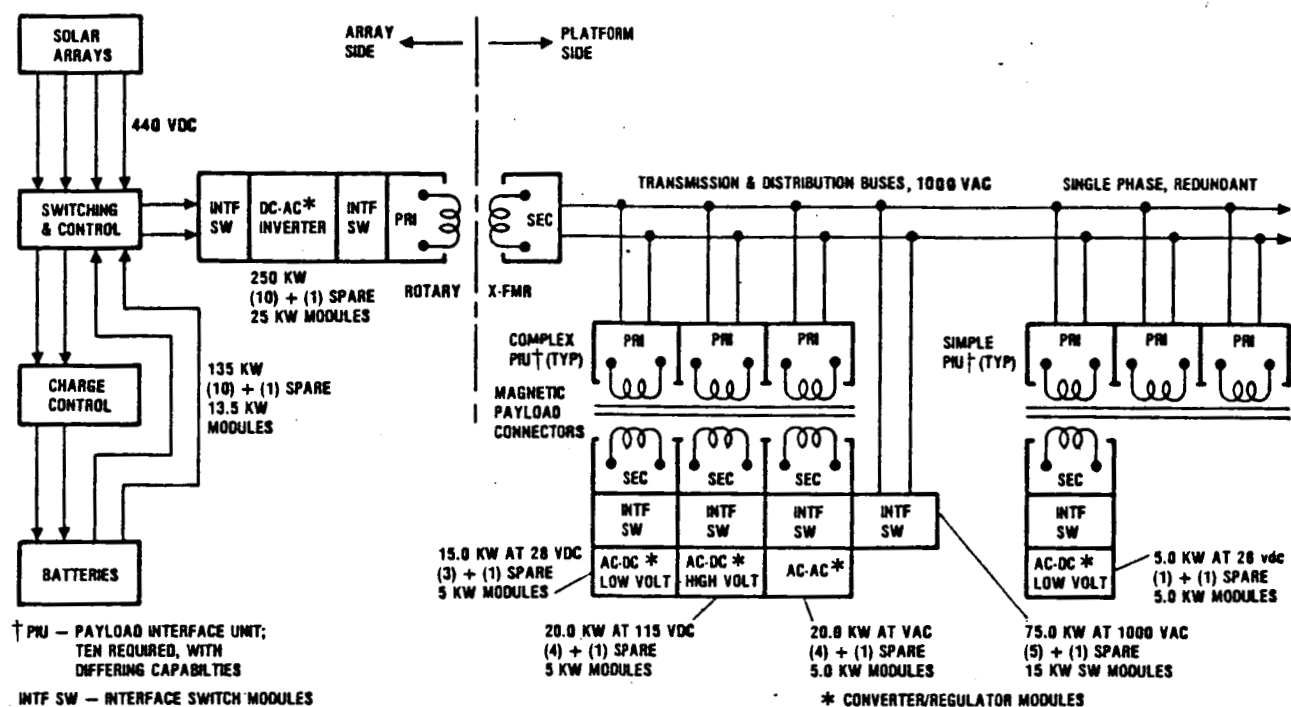 SOLAR
ARRAYS
ARRAY
SIDE
PLATFORM
SIDE
440 VDC
SWITCHING
& CONTROL
INTF
SW
DC-AC*
INVERTER
INTF
SW
PRI
SEC
TRANSMISSION & DISTRIBUTION BUSES, 1000 VAC
SINGLE PHASE, REDUNDANT
250 KW
(10) + (1) SPARE
25 KW MODULES
ROTARY
X-FMR
135 KW
(10) + (1) SPARE
13.5 KW
MODULES
CHARGE
CONTROL
BATTERIES
COMPLEX
PIU† (TYP)
PRI
PRI
PRI
SIMPLE
PIU† (TYP)
PRI
PRI
PRI
MAGNETIC
PAYLOAD
CONNECTORS
SEC
SEC
SEC
SEC
INTF
SW
INTF
SW
INTF
SW
INTF
SW
INTF
SW
AC-DC*
LOW VOLT
AC-DC*
HIGH VOLT
AC-AC*
AC-DC*
LOW VOLT
15.0 KW AT 28 VDC
(3) + (1) SPARE
5 KW MODULES
5.0 KW AT 28 vdc
(1) + (1) SPARE
5.0 KW MODULES
20.0 KW AT 115 VDC
(4) + (1) SPARE
5 KW MODULES
20.0 KW AT VAC
(4) + (1) SPARE
5.0 KW MODULES
75.0 KW AT 1000 VAC
(5) + (1) SPARE
15 KW SW MODULES
† PIU — PAYLOAD INTERFACE UNIT;
TEN REQUIRED, WITH
DIFFERING CAPABILTIES
INTF SW — INTERFACE SWITCH MODULES
* CONVERTER/REGULATOR MODULES